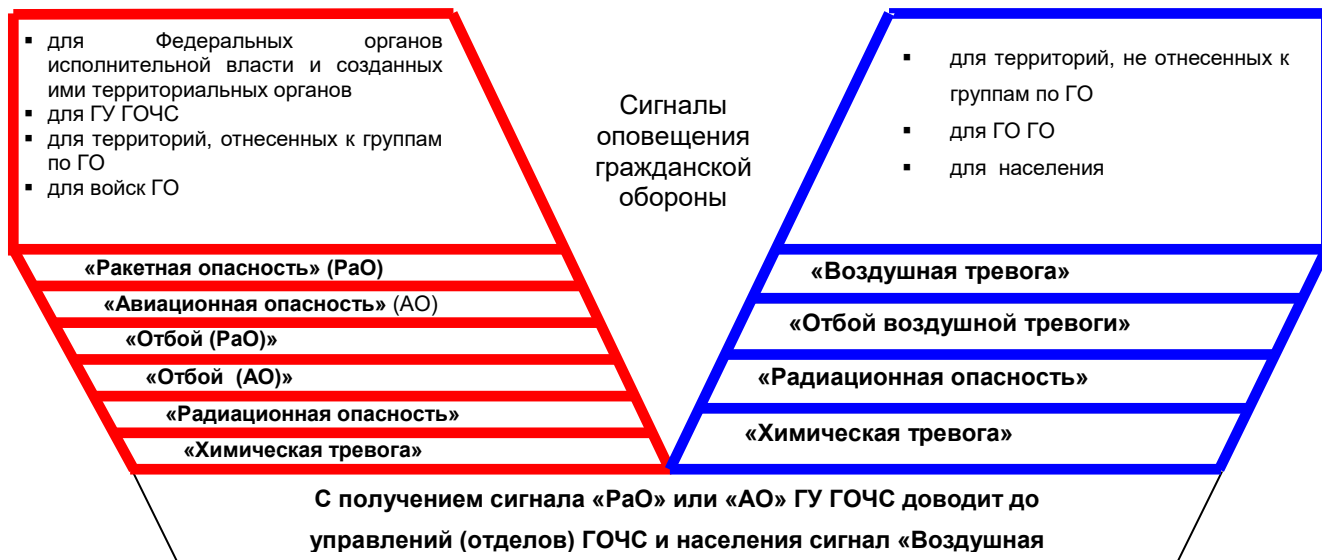 ▪ для Федеральных органов
исполнительной власти и созданных
ими территориальных органов
▪ для ГУ ГОЧС
▪ для территорий, отнесенных к группам
по ГО
▪ для войск ГО
«Ракетная опасность» (РаО)
«Авиационная опасность» (АО)
«Отбой (РаО)»
«Отбой (АО)»
«Радиационная опасность»
«Химическая тревога»
Сигналы
оповещения
гражданской
обороны
▪ для территорий, не отнесенных к
группам по ГО
▪ для ГО ГО
▪ для населения
«Воздушная тревога»
«Отбой воздушной тревоги»
«Радиационная опасность»
«Химическая тревога»
С получением сигнала «РаО» или «АО» ГУ ГОЧС доводит до
управлений (отделов) ГОЧС и населения сигнал «Воздушная